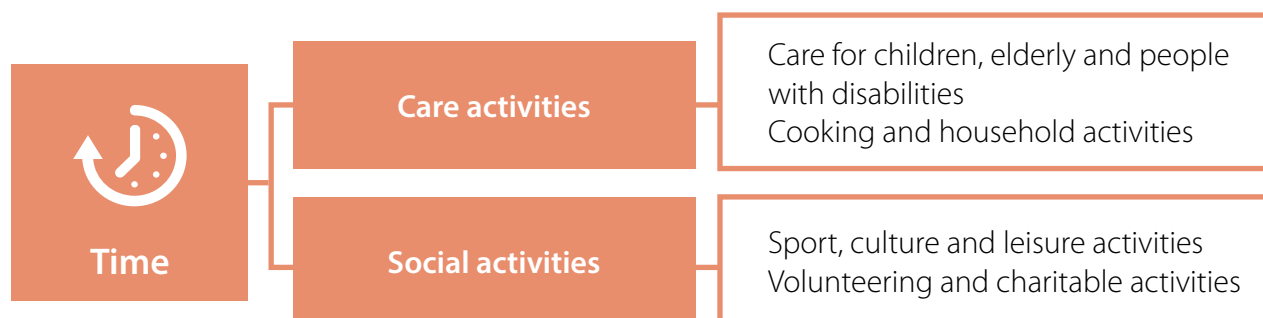 Time
Care activities
Care for children, elderly and people
with disabilities
Cooking and household activities
Social activities
Sport, culture and leisure activities
Volunteering and charitable activities